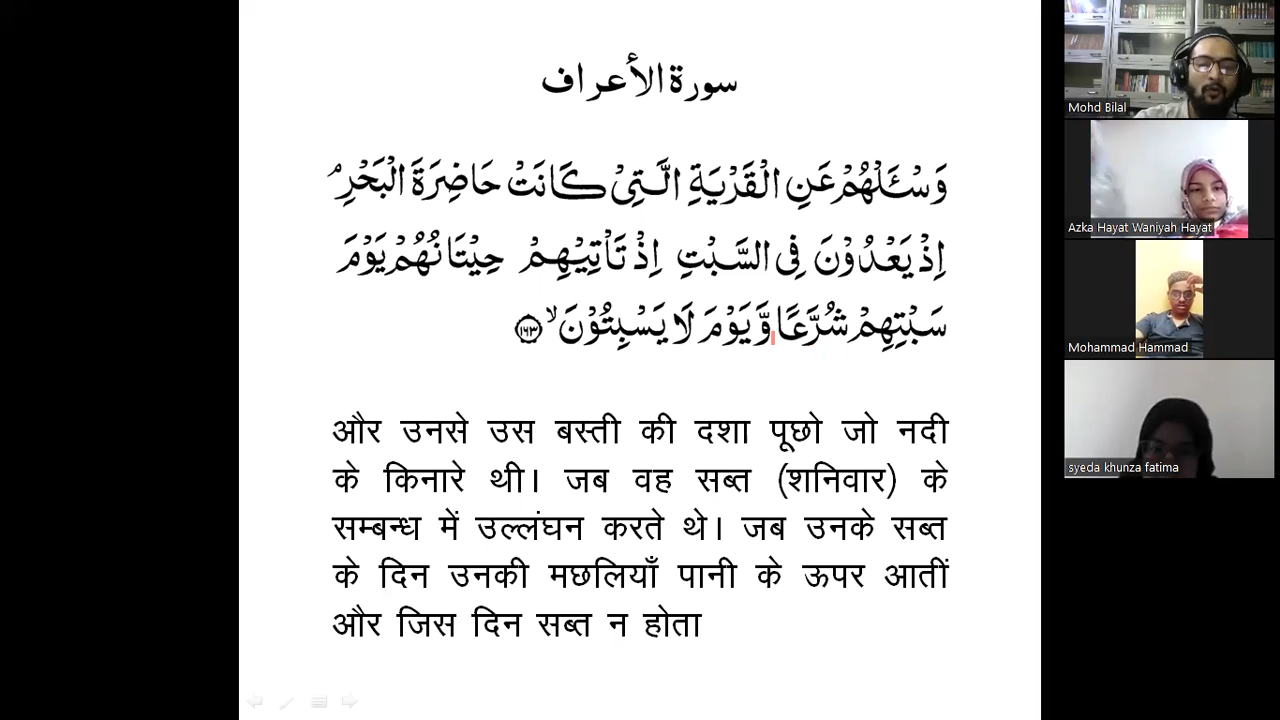 سورة الأعراف
وَسْـَٔلْهُمْ عَنِ الْقَرْيَةِ الَّتِىْ كَانَتْ حَاضِرَةَ الْبَحْرِۘ
اِذْ يَعْدُوْنَ فِى السَّبْتِ اِذْ تَاْتِيْهِمْ حِيْتَانُهُمْ يَوْمَ
سَبْتِهِمْ شُرَّعًا وَّيَوْمَ لَا يَسْبِتُوْنَۙ ﴿۱۶۳﴾
और उनसे उस बस्ती की दशा पूछो जो नदी
के किनारे थी। जब वह सब्त (शनिवार) के
सम्बन्ध में उल्लंघन करते थे। जब उनके सब्त
के दिन उनकी मछलियाँ पानी के ऊपर आतीं
और जिस दिन सब्त न होता
Mohd Bilal
Azka Hayat Waniyah Hayat
Mohammad Hammad
syeda khunza fatima